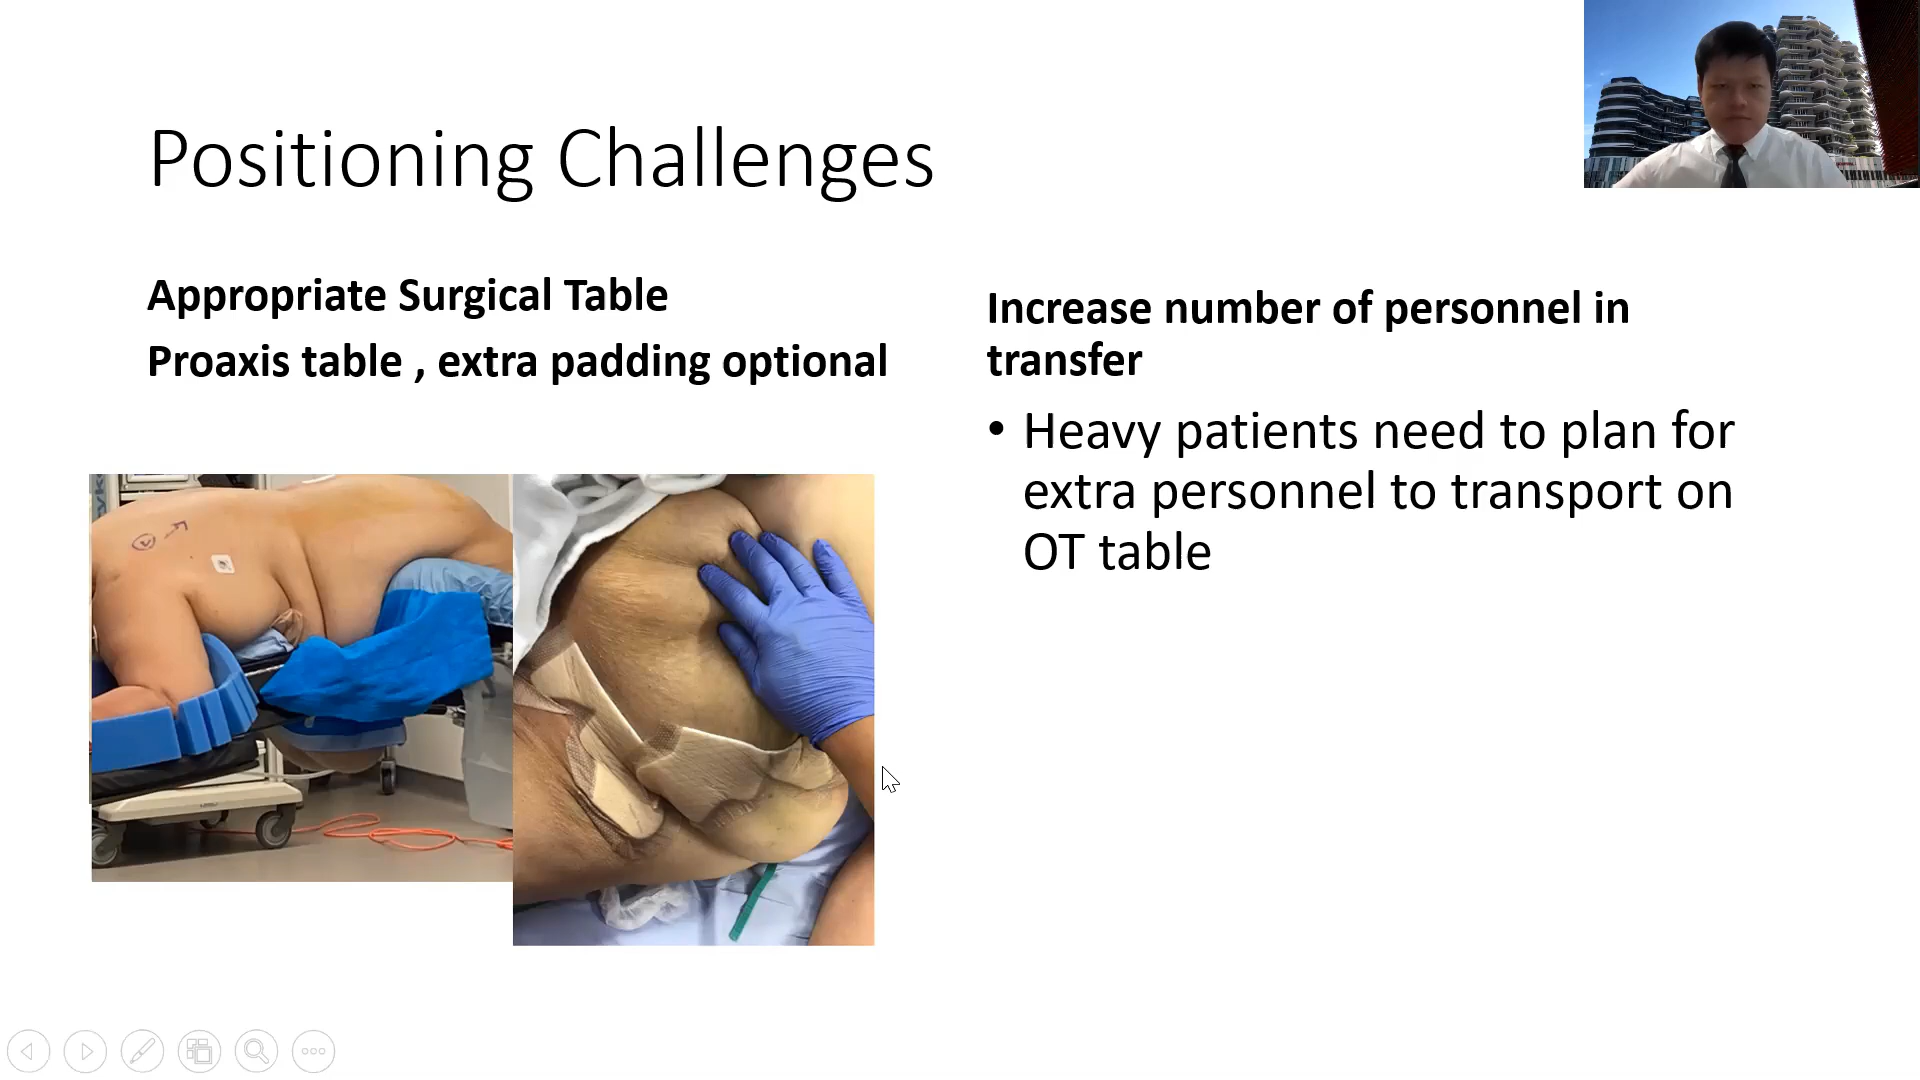 Positioning Challenges
Appropriate Surgical Table
Proaxis table , extra padding optional
Increase number of personnel in
transfer
• Heavy patients need to plan for
extra personnel to transport on
OT table